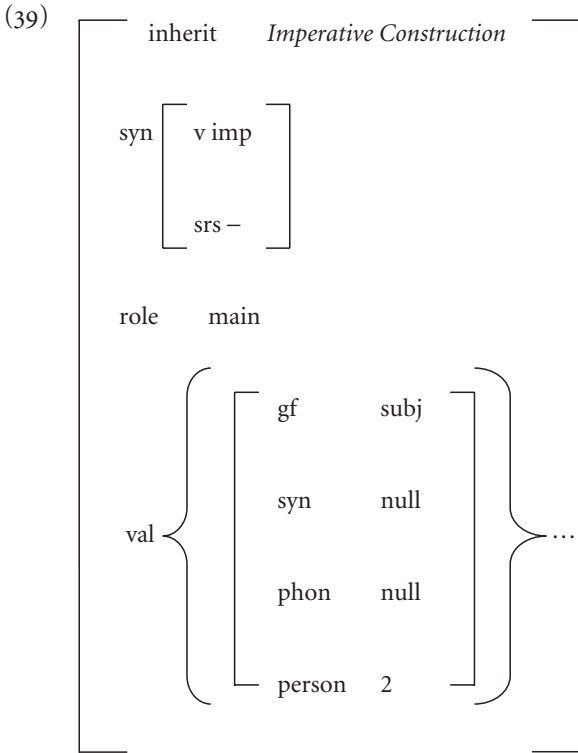 (39)
inherit Imperative Construction
syn v imp
srs –
role main
gf subj
syn null
val phon null
person 2
...